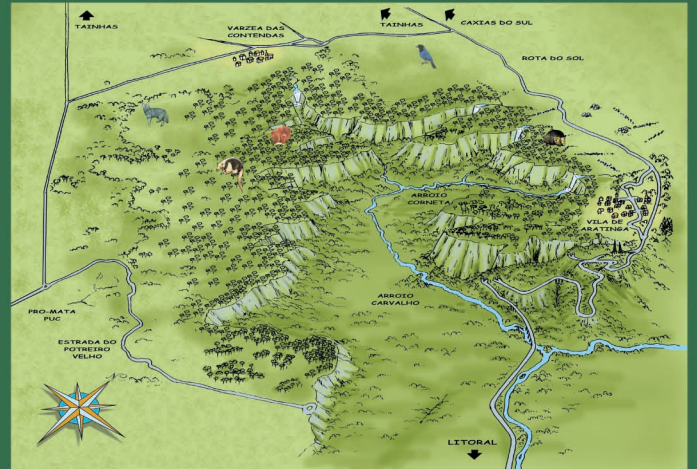 TAINHAS
VARZEA DAS
CONTENDAS
TAINHAS
CAXIAS DO SUL
ROTA DO SOL
ARROIO
CORNETA
VILA DE
ARATINGA
ARROIO
CARVALHO
PRO-MATA
PUC
ESTRADA DO
POTREIRO
VELHO
LITORAL